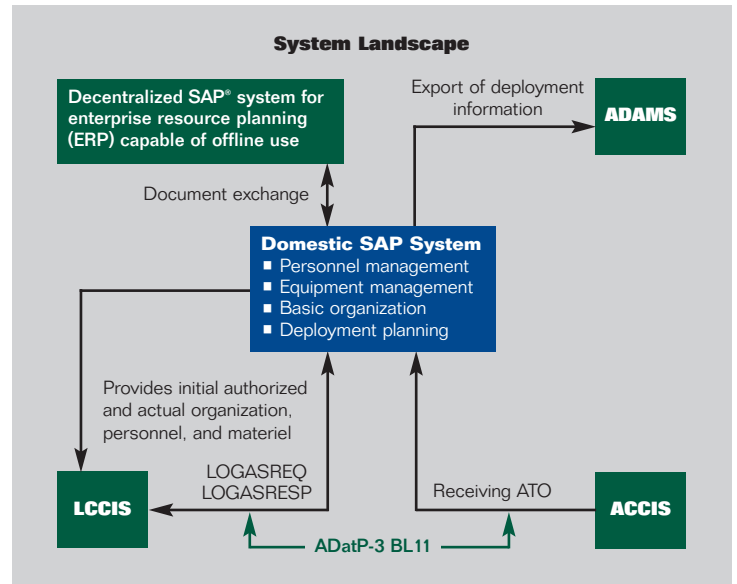 System Landscape
Decentralized SAP® system for
enterprise resource planning
(ERP) capable of offline use
Export of deployment
information
ADAMS
Document exchange
Domestic SAP System
■ Personnel management
■ Equipment management
■ Basic organization
■ Deployment planning
Provides initial authorized
and actual organization,
personnel, and materiel
LOGASREQ
LOGASRESP
LCCIS
Receiving ATO
ACCIS
ADatP-3 BL11